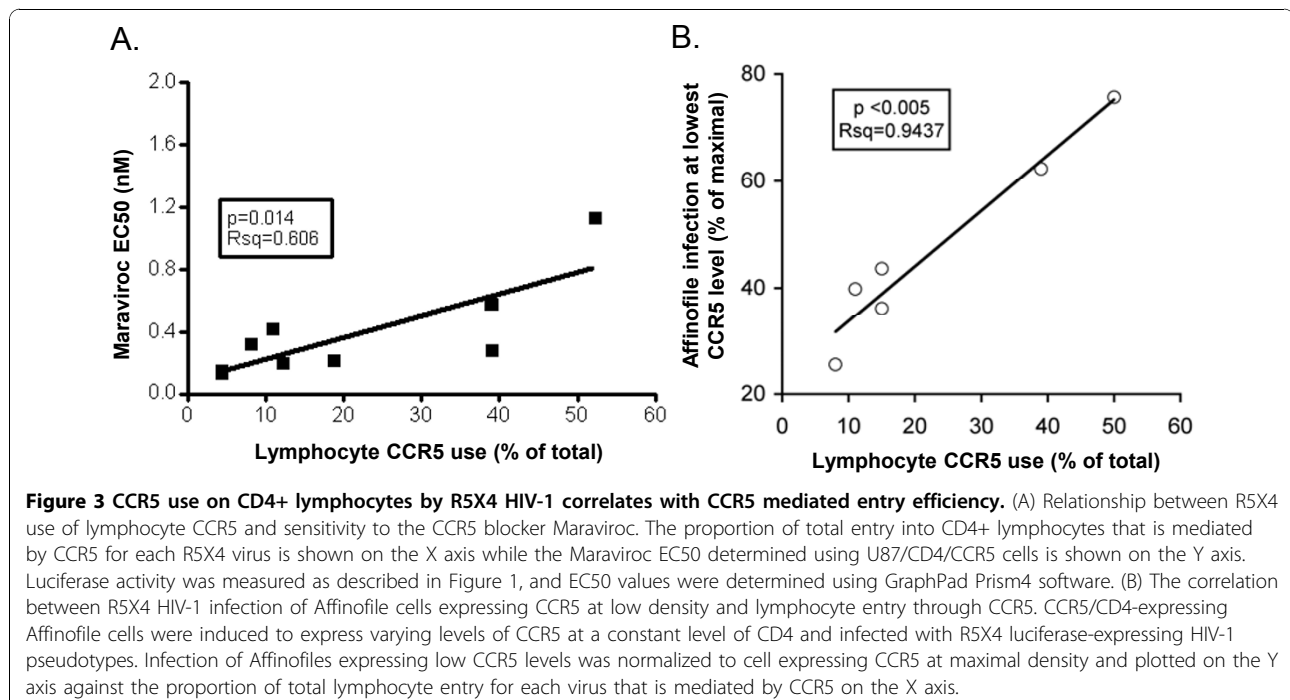 A.
2.0
1.6
1.2
0.8
0.4
0.0
Maraviroc EC50 (nM)
p=0.014
Rsq=0.606
0 10 20 30 40 50 60
Lymphocyte CCR5 use (% of total)
B.
80
60
40
20
Affinofile infection at lowest
CCR5 level (% of maximal)
p <0.005
Rsq=0.9437
0 10 20 30 40 50 60
Lymphocyte CCR5 use (% of total)
Figure 3 CCR5 use on CD4+ lymphocytes by R5X4 HIV-1 correlates with CCR5 mediated entry efficiency. (A) Relationship between R5X4
use of lymphocyte CCR5 and sensitivity to the CCR5 blocker Maraviroc. The proportion of total entry into CD4+ lymphocytes that is mediated
by CCR5 for each R5X4 virus is shown on the X axis while the Maraviroc EC50 determined using U87/CD4/CCR5 cells is shown on the Y axis.
Luciferase activity was measured as described in Figure 1, and EC50 values were determined using GraphPad Prism4 software. (B) The correlation
between R5X4 HIV-1 infection of Affinofile cells expressing CCR5 at low density and lymphocyte entry through CCR5. CCR5/CD4-expressing
Affinofile cells were induced to express varying levels of CCR5 at a constant level of CD4 and infected with R5X4 luciferase-expressing HIV-1
pseudotypes. Infection of Affinofiles expressing low CCR5 levels was normalized to cell expressing CCR5 at maximal density and plotted on the Y
axis against the proportion of total lymphocyte entry for each virus that is mediated by CCR5 on the X axis.